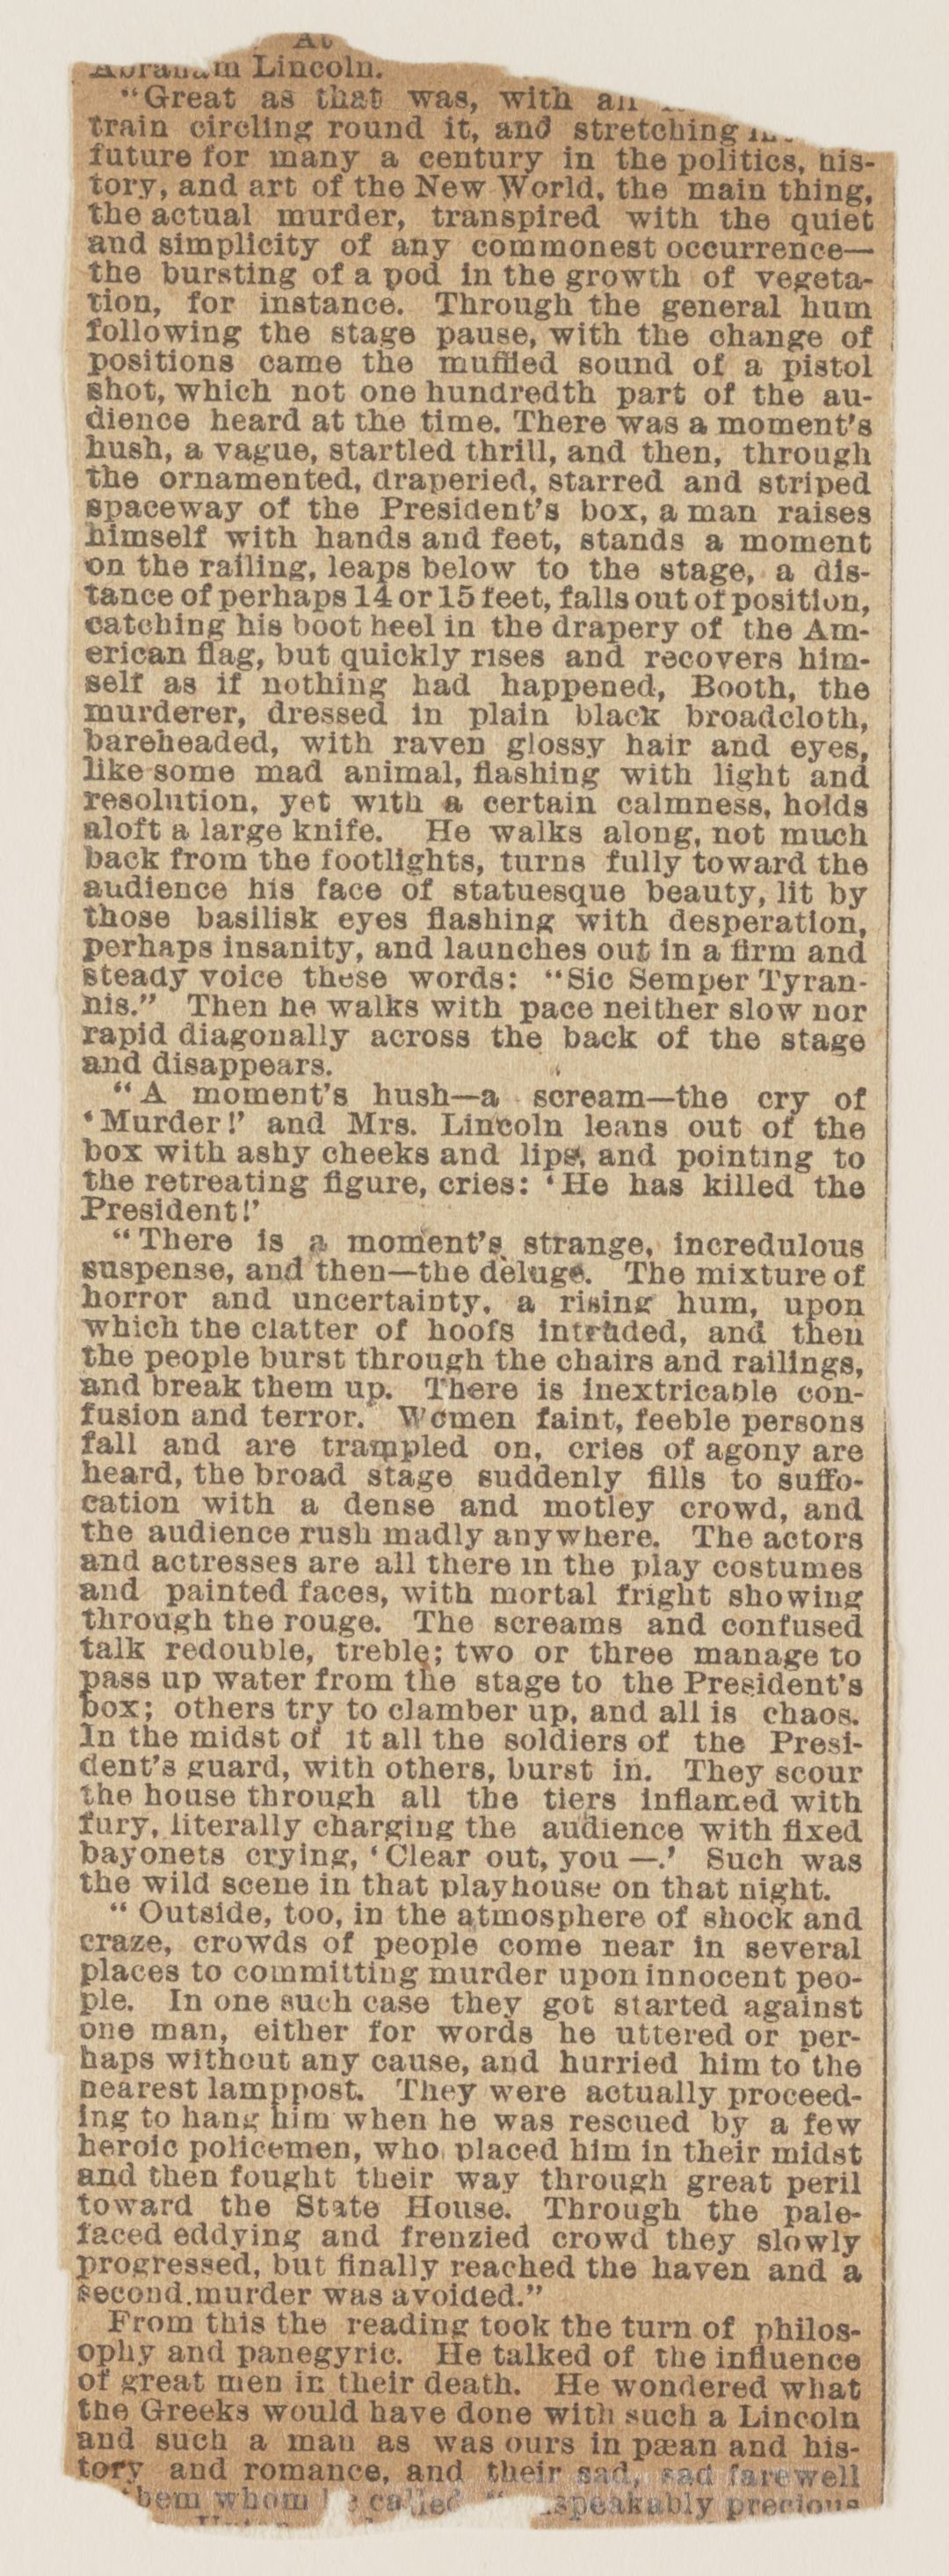 At
Abraham Lincoln.
"Great as that was, with all
train circling round it, and stretching
future for many a century in the politics, his-
tory, and art of the New World, the main thing,
the actual murder, transpired with the quiet
and simplicity of any commonest occurrence—
the bursting of a pod in the growth of vegeta-
tion, for instance. Through the general hum
following the stage pause, with the change of
positions came the muffled sound of a pistol
shot, which not one hundredth part of the au-
dience heard at the time. There was a moment's
hush, a vague, startled thrill, and then, through
the ornamented, draperied, starred and striped
spaceway of the President's box, a man raises
himself with hands and feet, stands a moment
on the railing, leaps below to the stage, a dis-
tance of perhaps 14 or 15 feet, falls out of position,
catching his boot heel in the drapery of the Am-
erican flag, but quickly rises and recovers him-
self as if nothing had happened, Booth, the
murderer, dressed in plain black broadcloth,
bareheaded, with raven glossy hair and eyes,
like some mad animal, flashing with light and
resolution, yet with a certain calmness, holds
aloft a large knife. He walks along, not much
back from the footlights, turns fully toward the
audience his face of statuesque beauty, lit by
those basilisk eyes flashing with desperation,
perhaps insanity, and launches out in a firm and
steady voice these words: "Sic Semper Tyran-
nis." Then he walks with pace neither slow nor
rapid diagonally across the back of the stage
and disappears.
"A moment's hush—a scream—the cry of
'Murder!' and Mrs. Lincoln leans out of the
box with ashy cheeks and lips, and pointing to
the retreating figure, cries: 'He has killed the
President!'
"There is a moment's strange, incredulous
suspense, and then—the deluge. The mixture of
horror and uncertainty, a rising hum, upon
which the clatter of hoofs intruded, and then
the people burst through the chairs and railings,
and break them up. There is inextricable con-
fusion and terror. Women faint, feeble persons
fall and are trampled on, cries of agony are
heard, the broad stage suddenly fills to suffo-
cation with a dense and motley crowd, and
the audience rush madly anywhere. The actors
and actresses are all there in the play costumes
and painted faces, with mortal fright showing
through the rouge. The screams and confused
talk redouble, treble; two or three manage to
pass up water from the stage to the President's
box; others try to clamber up, and all is chaos.
In the midst of it all the soldiers of the Presi-
dent's guard, with others, burst in. They scour
the house through all the tiers inflamed with
fury, literally charging the audience with fixed
bayonets crying, 'Clear out, you —.' Such was
the wild scene in that playhouse on that night.
"Outside, too, in the atmosphere of shock and
craze, crowds of people come near in several
places to committing murder upon innocent peo-
ple. In one such case they got started against
one man, either for words he uttered or per-
haps without any cause, and hurried him to the
nearest lamppost. They were actually proceed-
ing to hang him when he was rescued by a few
heroic policemen, who placed him in their midst
and then fought their way through great peril
toward the State House. Through the pale-
faced eddying and frenzied crowd they slowly
progressed, but finally reached the haven and a
second murder was avoided."
From this the reading took the turn of philos-
ophy and panegyric. He talked of the influence
of great men in their death. He wondered what
the Greeks would have done with such a Lincoln
and such a man as was ours in pæan and his-
tory and romance, and their sad, sad farewell
whom he called speakably precious